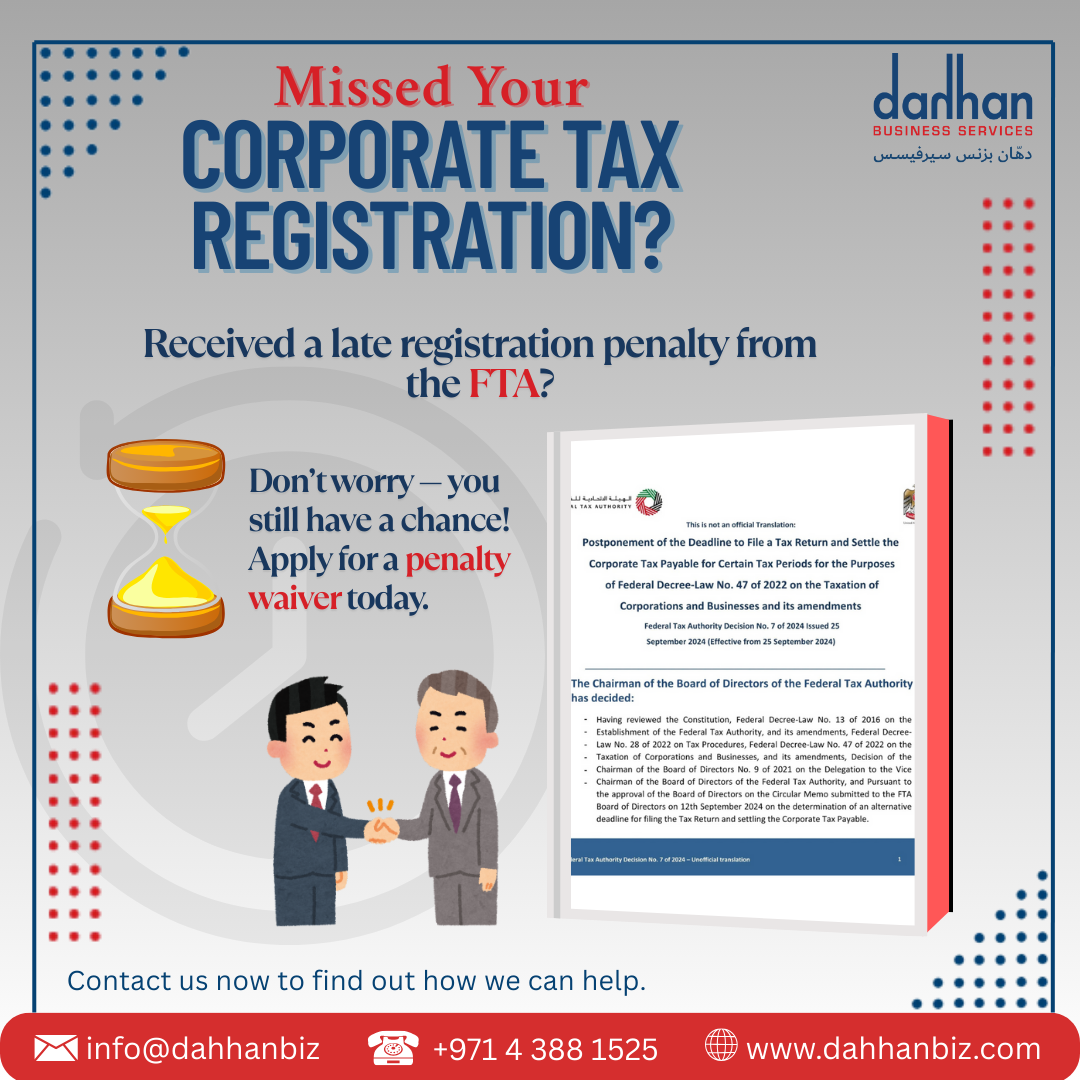 Missed Your
CORPORATE TAX
REGISTRATION?
dahhan
BUSINESS SERVICES
دهّان بزنس سيرفيسس
Received a late registration penalty from
the FTA?
Don't worry — you
still have a chance!
Apply for a penalty
waiver today.
الهيئة الاتحادية للض
AL TAX AUTHORITY
This is not an official Translation:
Postponement of the Deadline to File a Tax Return and Settle the
Corporate Tax Payable for Certain Tax Periods for the Purposes
of Federal Decree-Law No. 47 of 2022 on the Taxation of
Corporations and Businesses and its amendments
Federal Tax Authority Decision No. 7 of 2024 Issued 25
September 2024 (Effective from 25 September 2024)
The Chairman of the Board of Directors of the Federal Tax Authority
has decided:
- Having reviewed the Constitution, Federal Decree-Law No. 13 of 2016 on the
- Establishment of the Federal Tax Authority, and its amendments, Federal Decree-
- Law No. 28 of 2022 on Tax Procedures, Federal Decree-Law No. 47 of 2022 on the
- Taxation of Corporations and Businesses, and its amendments, Decision of the
- Chairman of the Board of Directors No. 9 of 2021 on the Delegation to the Vice
- Chairman of the Board of Directors of the Federal Tax Authority, and Pursuant to
the approval of the Board of Directors on the Circular Memo submitted to the FTA
Board of Directors on 12th September 2024 on the determination of an alternative
deadline for filing the Tax Return and settling the Corporate Tax Payable.
eral Tax Authority Decision No. 7 of 2024 – Unofficial translation 1
Contact us now to find out how we can help.
info@dahhanbiz
+971 4 388 1525
www.dahhanbiz.com